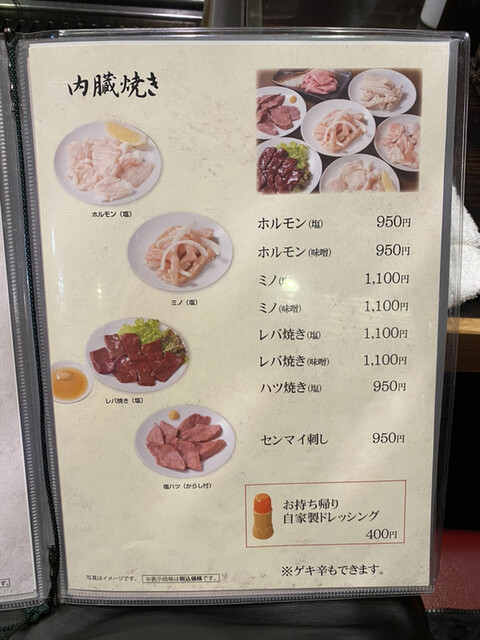 内臓焼き
ホルモン(塩)
ミノ(塩)
レバ焼き(塩)
塩ハツ(からし付)
ホルモン(塩) 950円
ホルモン(味噌) 950円
ミノ 1,100円
ミノ(味噌) 1,100円
レバ焼き(塩) 1,100円
レバ焼き(味噌) 1,100円
ハツ焼き(塩) 950円
センマイ刺し 950円
お持ち帰り
自家製ドレッシング
400円
※ゲキ辛もできます。
写真はイメージです。 ※表示価格は税込価格です。
です。